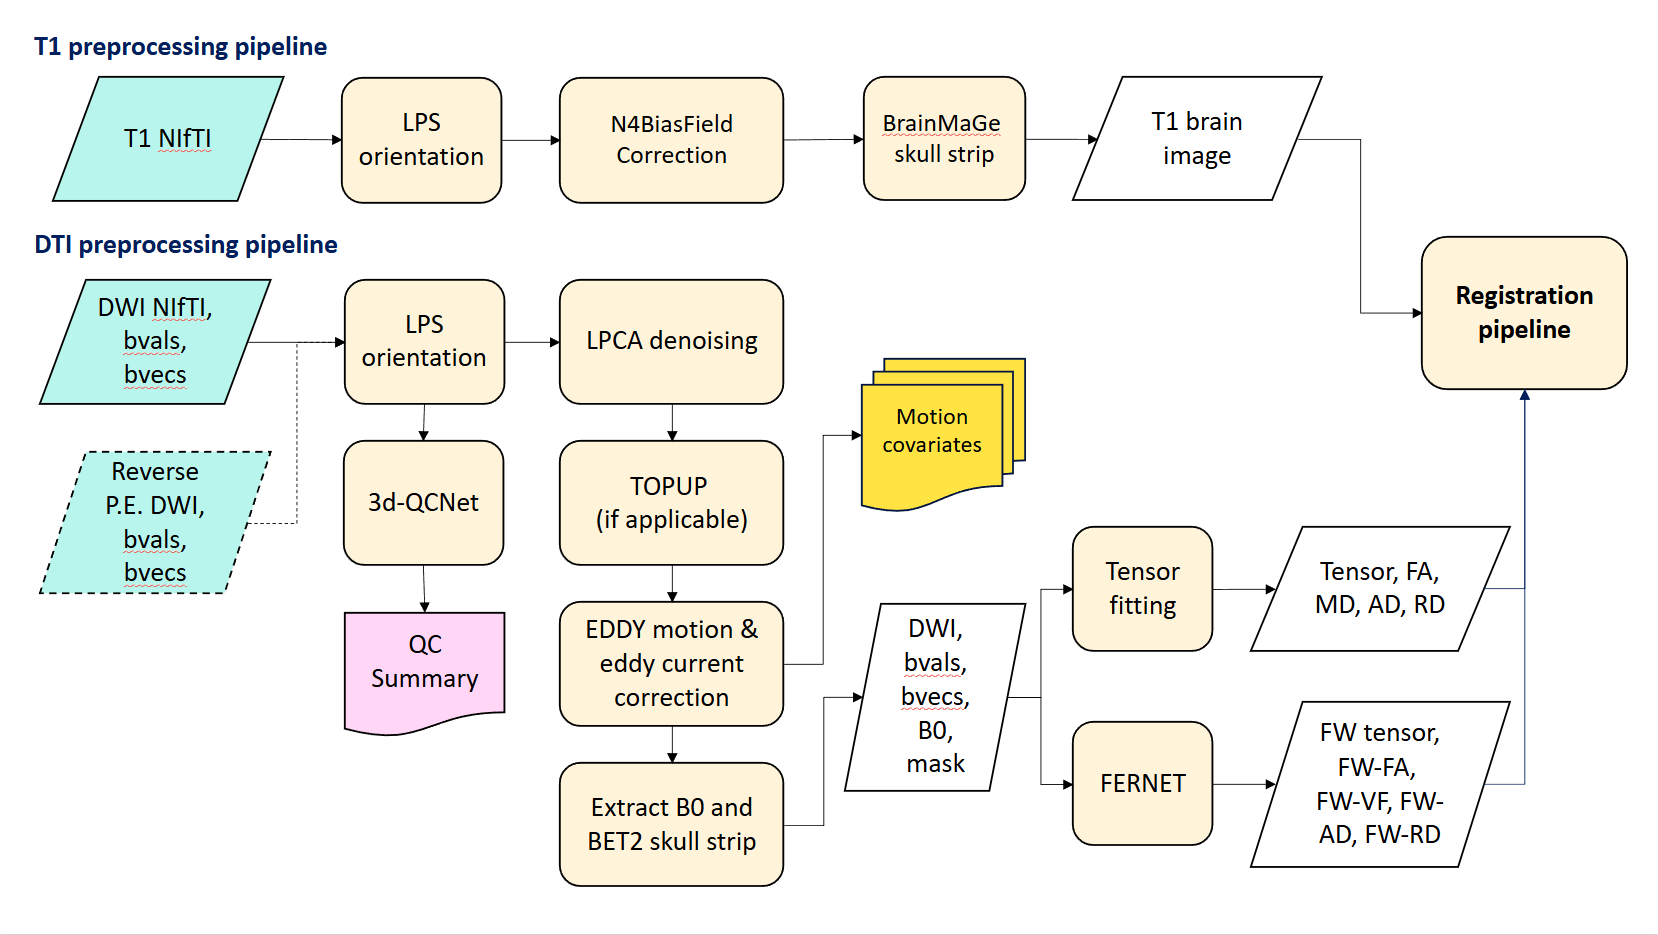 T1 preprocessing pipeline
T1 NIfTI
LPS
orientation
N4BiasField
Correction
BrainMaGe
skull strip
T1 brain
image
Registration
pipeline
DTI preprocessing pipeline
DWI NIfTI,
bvals,
bvecs
Reverse
P.E. DWI,
bvals,
bvecs
LPS
orientation
3d-QCNet
QC
Summary
LPCA denoising
TOPUP
(if applicable)
EDDY motion &
eddy current
correction
Extract B0 and
BET2 skull strip
Motion
covariates
DWI,
bvals,
bvecs,
B0,
mask
Tensor
fitting
Tensor, FA,
MD, AD, RD
FERNET
FW tensor,
FW-FA,
FW-VF, FW-
AD, FW-RD